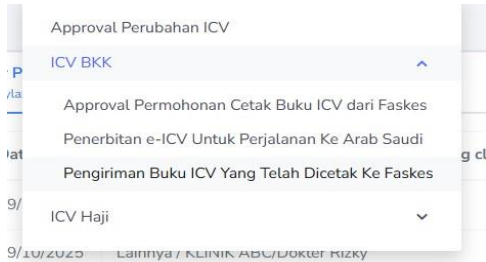 Approval Perubahan ICV
ICV BKK
Approval Permohonan Cetak Buku ICV dari Faskes
Penerbitan e-ICV Untuk Perjalanan Ke Arab Saudi
Pengiriman Buku ICV Yang Telah Dicetak Ke Faskes
ICV Haji
9/10/2025 Lainnya / KLINIK ABC/Dokter Rizky